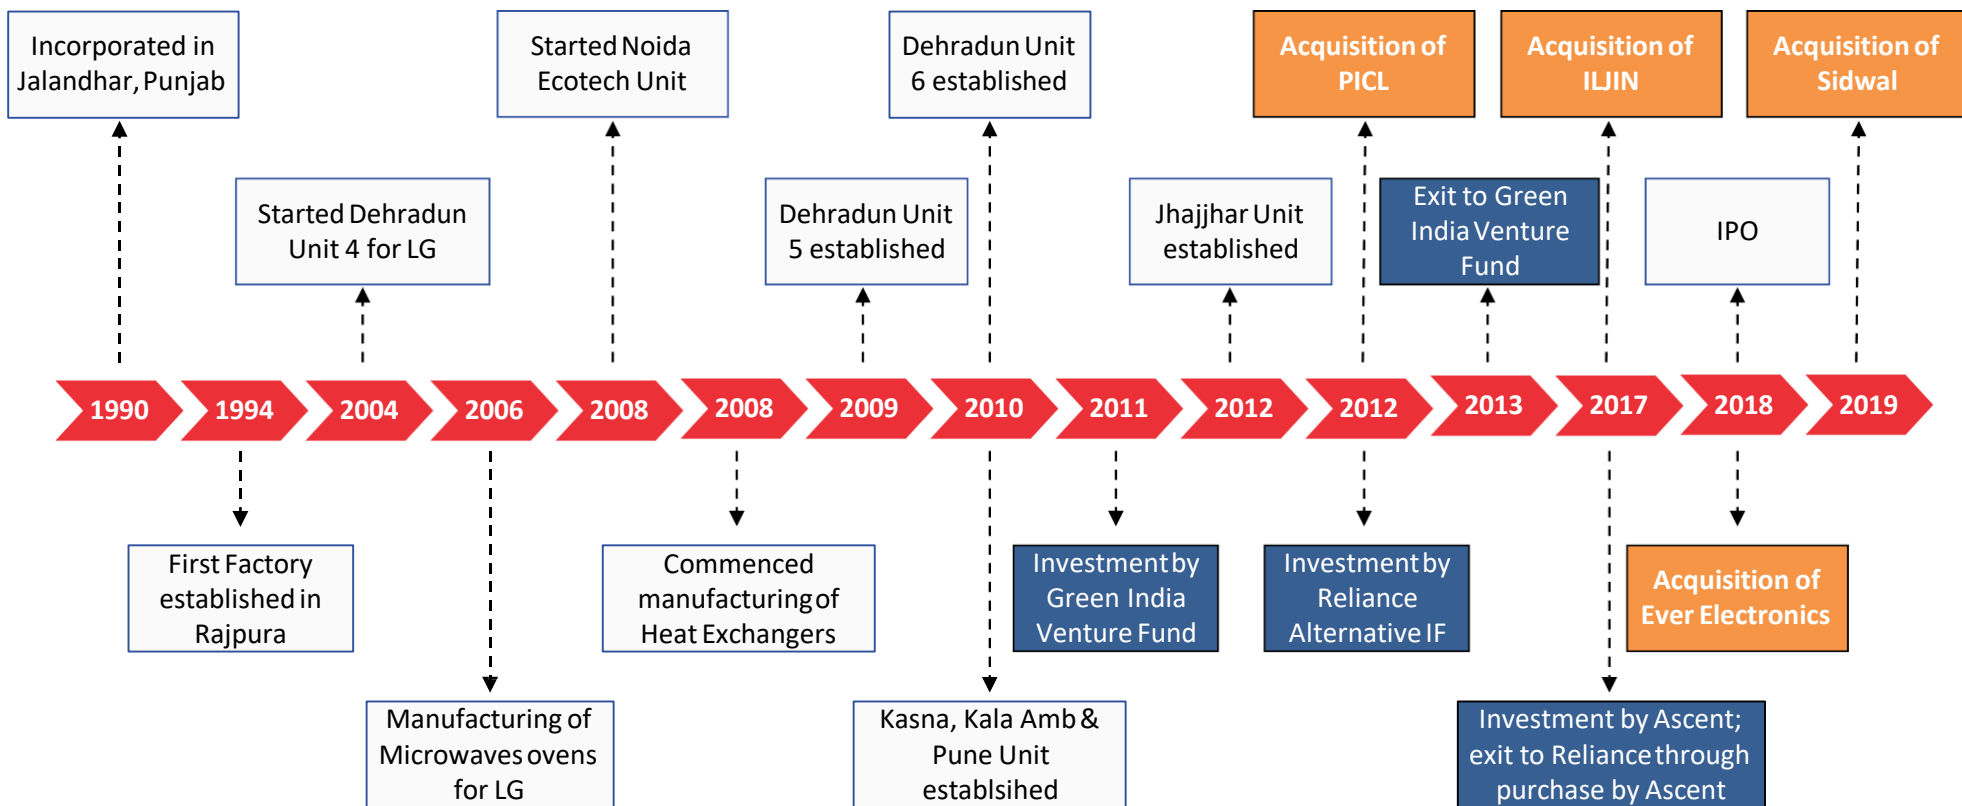 Incorporated in
Jalandhar, Punjab
Started Noida
Ecotech Unit
Dehradun Unit
6 established
Acquisition of
PICL
Acquisition of
ILJIN
Acquisition of
Sidwal
Started Dehradun
Unit 4 for LG
Dehradun Unit
5 established
Jhajjhar Unit
established
Exit to Green
India Venture
Fund
IPO
1990
1994
2004
2006
2008
2008
2009
2010
2011
2012
2012
2013
2017
2018
2019
First Factory
established in
Rajpura
Commenced
manufacturing of
Heat Exchangers
Investment by
Green India
Venture Fund
Investment by
Reliance
Alternative IF
Acquisition of
Ever Electronics
Manufacturing of
Microwaves ovens
for LG
Kasna, Kala Amb &
Pune Unit
establsihed
Investment by Ascent;
exit to Reliance through
purchase by Ascent